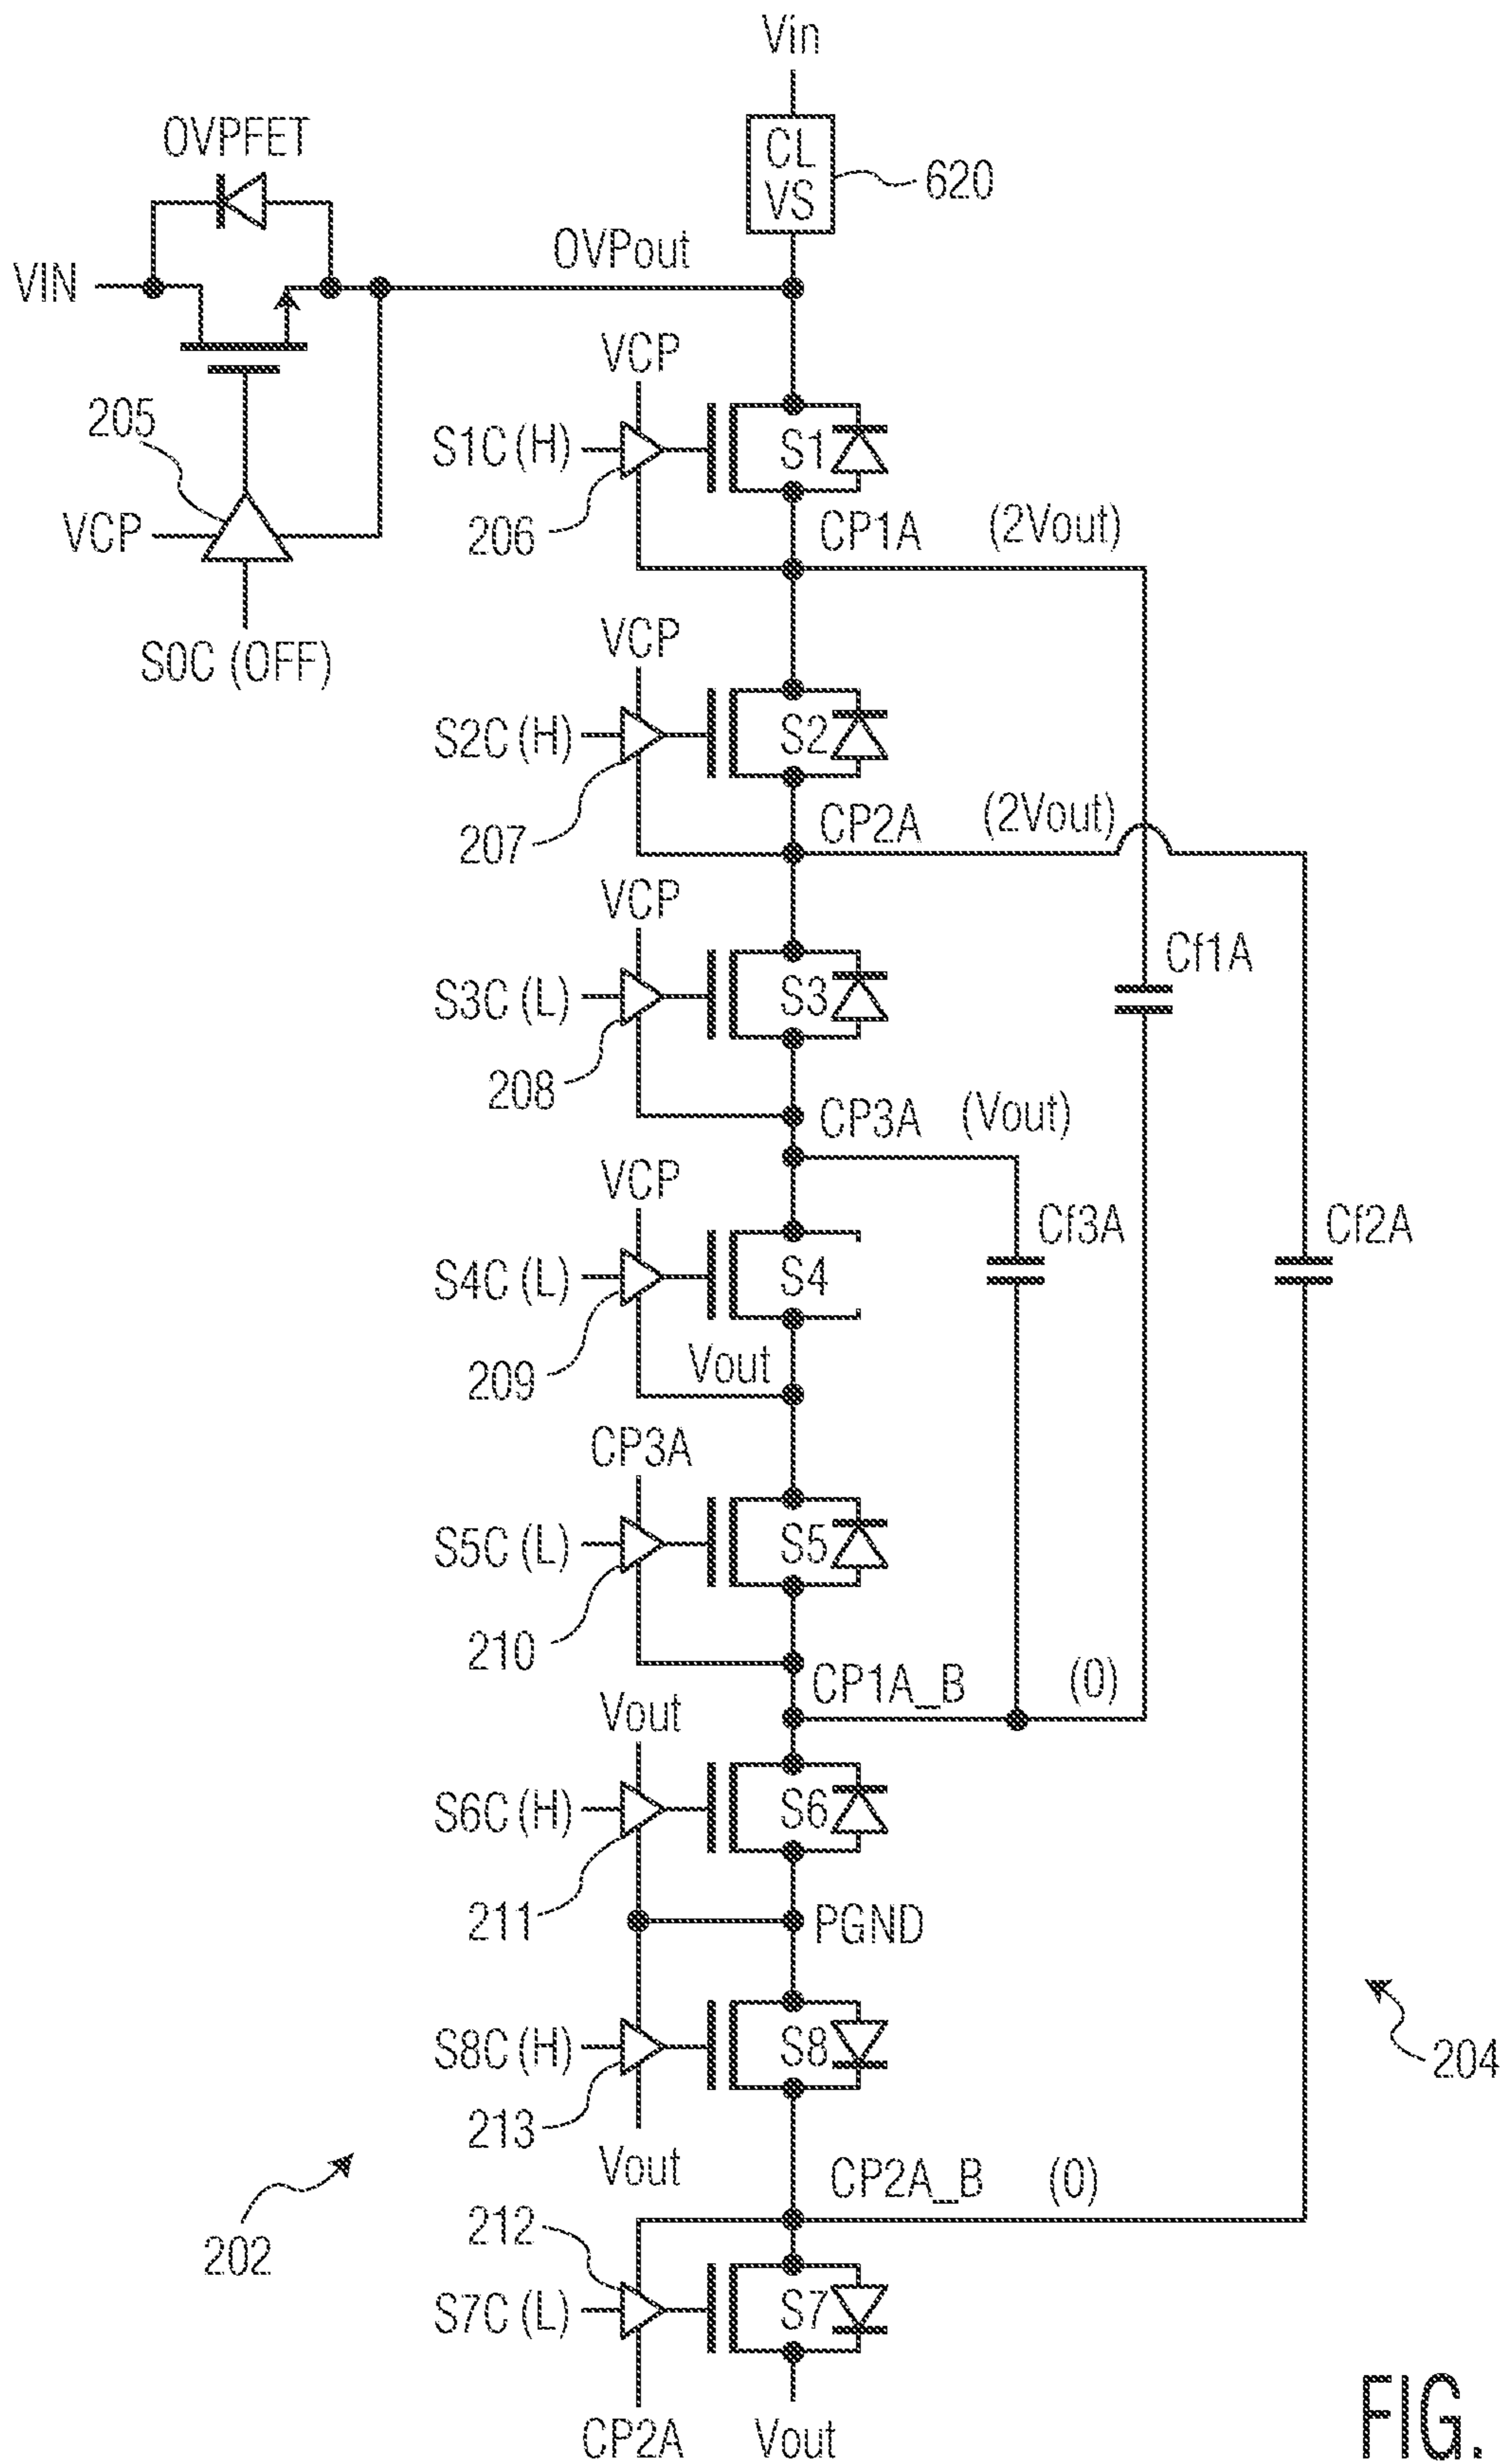 Vin
CL
VS
620
OVPFET
OVPout
VIN
205
VCP
S0C (OFF)
VCP
S1C (H)
S1
206
CP1A (2Vout)
VCP
S2C (H)
S2
207
CP2A (2Vout)
VCP
S3C (L)
S3
208
Cf1A
CP3A (Vout)
VCP
S4C (L)
S4
Cf3A
Cf2A
209
Vout
CP3A
S5C (L)
S5
210
CP1A_B (0)
Vout
S6C (H)
S6
211
PGND
S8C (H)
S8
204
213
Vout
CP2A_B (0)
202
212
S7C (L)
S7
CP2A
Vout
FIG.